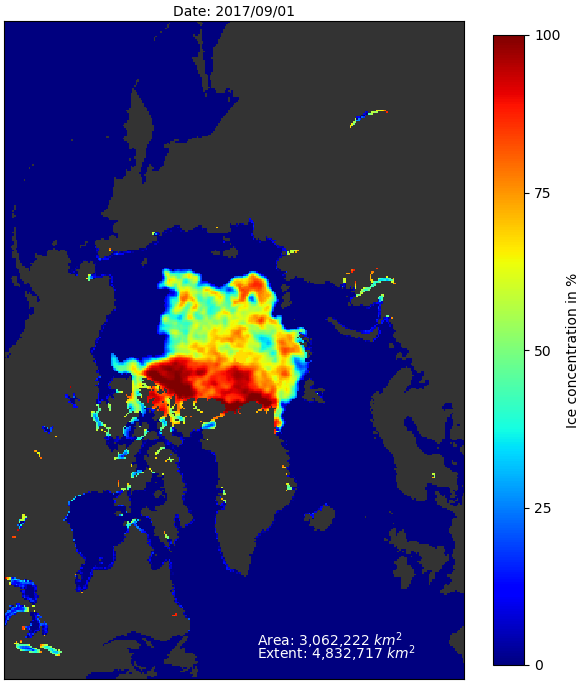 Date: 2017/09/01
100
75
50
25
0
Ice concentration in %
Area: 3,062,222 km²
Extent: 4,832,717 km²